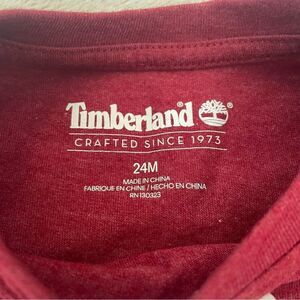 Timberland®
CRAFTED SINCE 1973
24M
MADE IN CHINA
FABRIQUÉ EN CHINE / HECHO EN CHINA
RN 130323